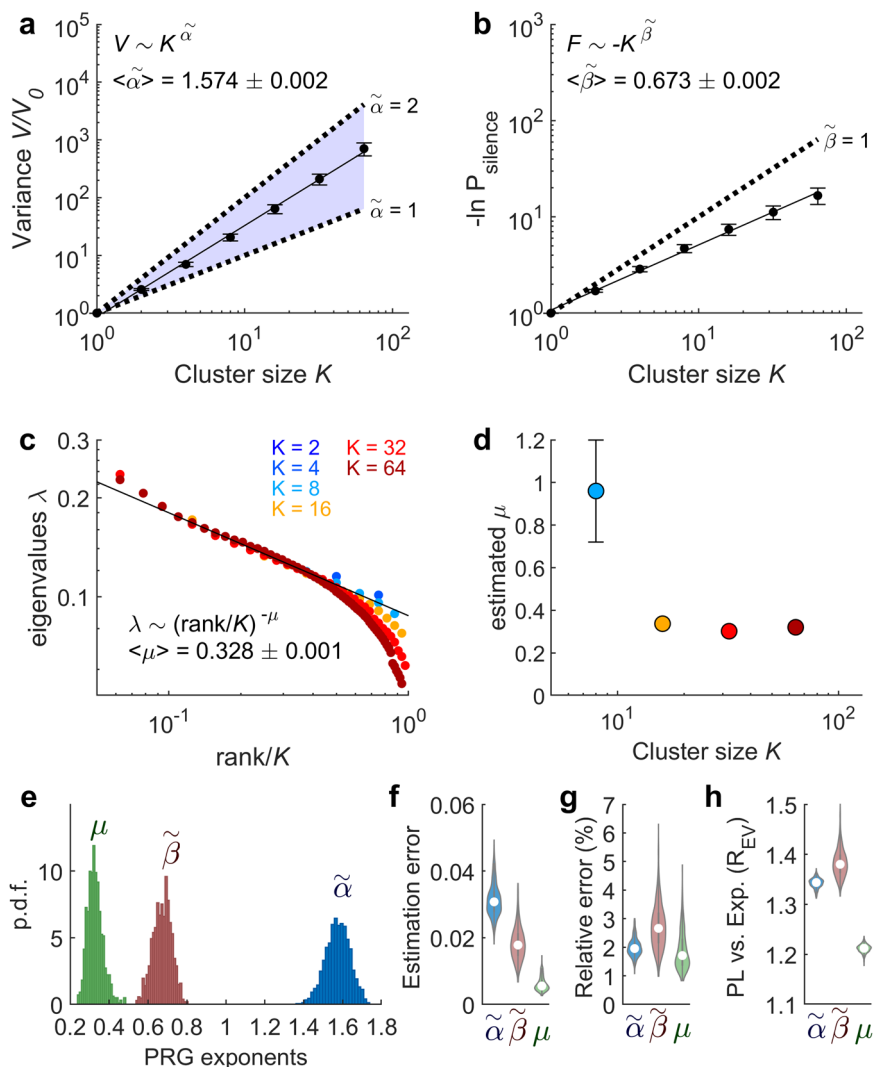 a
V ~ K^α̃
<α̃> = 1.574 ± 0.002
α̃ = 2
α̃ = 1
10^5
10^4
10^3
10^2
10^1
10^0
Variance V/V_0
10^0 10^1 10^2
Cluster size K
b
F ~ -K^β̃
<β̃> = 0.673 ± 0.002
β̃ = 1
10^3
10^2
10^1
10^0
-ln P_silence
10^0 10^1 10^2
Cluster size K
c
K = 2 K = 32
K = 4 K = 64
K = 8
K = 16
λ ~ (rank/K)^-μ
<μ> = 0.328 ± 0.001
0.3
0.2
0.1
eigenvalues λ
10^-1 10^0
rank/K
d
1.2
1
0.8
0.6
0.4
0.2
0
estimated μ
10^1 10^2
Cluster size K
e
μ β̃ α̃
10
5
0
p.d.f.
0.2 0.4 0.6 0.8 1 1.2 1.4 1.6 1.8
PRG exponents
f
0.06
0.04
0.02
0
Estimation error
α̃ β̃ μ
g
7
6
5
4
3
2
1
0
Relative error (%)
α̃ β̃ μ
h
1.5
1.4
1.3
1.2
1.1
PL vs. Exp. (R_EV)
α̃ β̃ μ